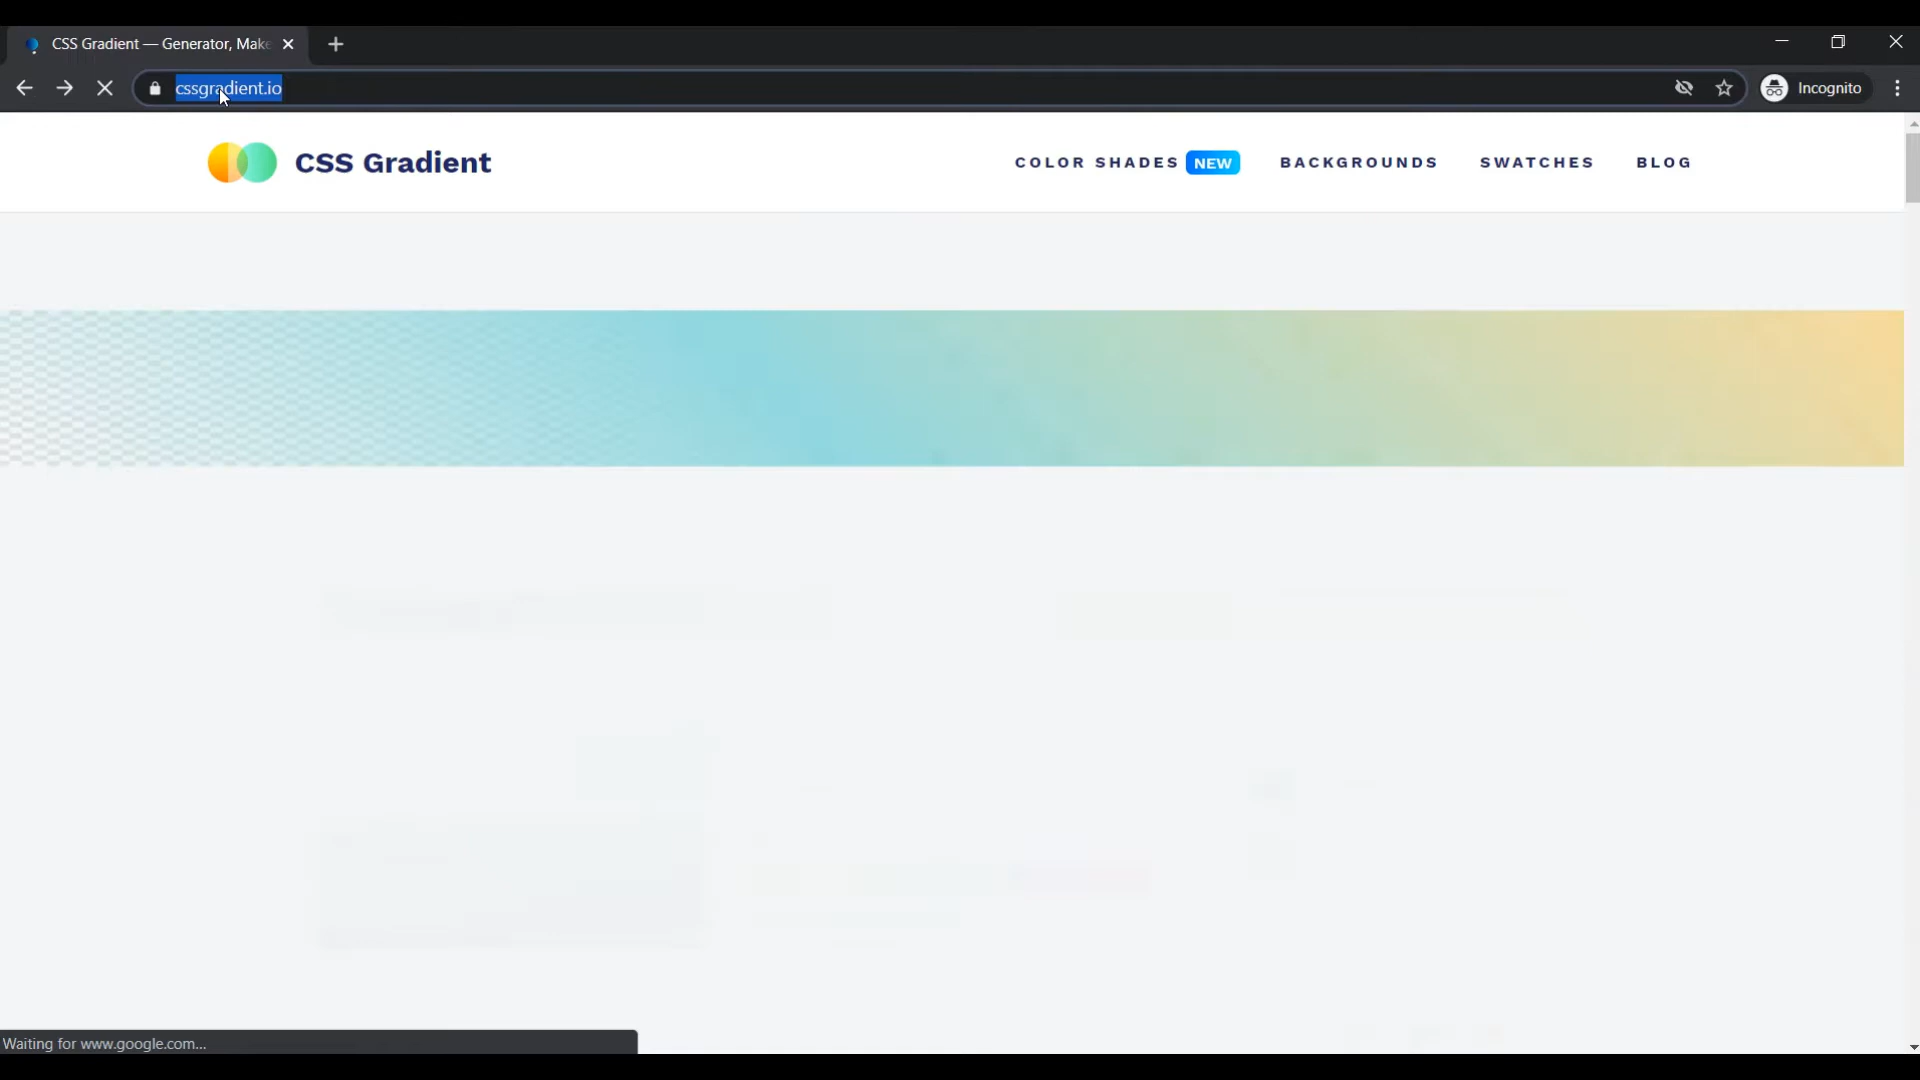 CSS Gradient — Generator, Make
cssgradient.io
Incognito
CSS Gradient
COLOR SHADES NEW
BACKGROUNDS
SWATCHES
BLOG
Waiting for www.google.com...